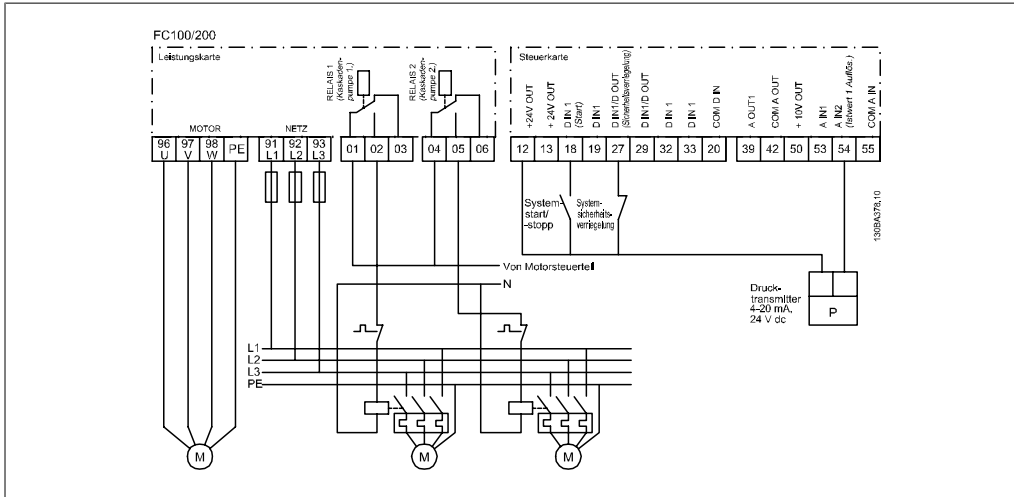 FC100/200
Leistungskarte
Steuerkarte
RELAIS 1
(Kaskaden-
pumpe 1.)
RELAIS 2
(Kaskaden-
pumpe 2.)
+24V OUT
+ 24V OUT
D IN 1
(Start)
D IN1
D IN1/D OUT
(Sicherheitsverriegelung)
D IN1/D OUT
D IN 1
D IN 1
COM D IN
A OUT1
COM A OUT
+ 10V OUT
A IN1
A IN2
(Istwert 1 Auflös.)
COM A IN
MOTOR
NETZ
96 97 98 PE 91 92 93 01 02 03 04 05 06 12 13 18 19 27 29 32 33 20 39 42 50 53 54 55
U V W L1 L2 L3
System-
start/
-stopp
System-
sicherheits-
verriegelung
130BA378.10
Von Motorsteuerteil
N
Druck-
transmitter
4-20 mA,
24 V dc
P
L1
L2
L3
PE
M M M